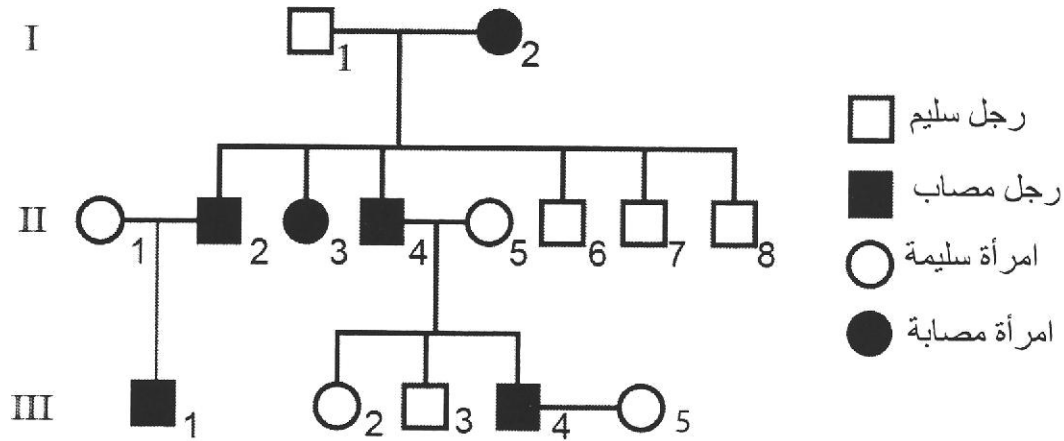 I
1 2
II
1 2 3 4 5 6 7 8
III
1 2 3 4 5
رجل سليم
رجل مصاب
امرأة سليمة
امرأة مصابة